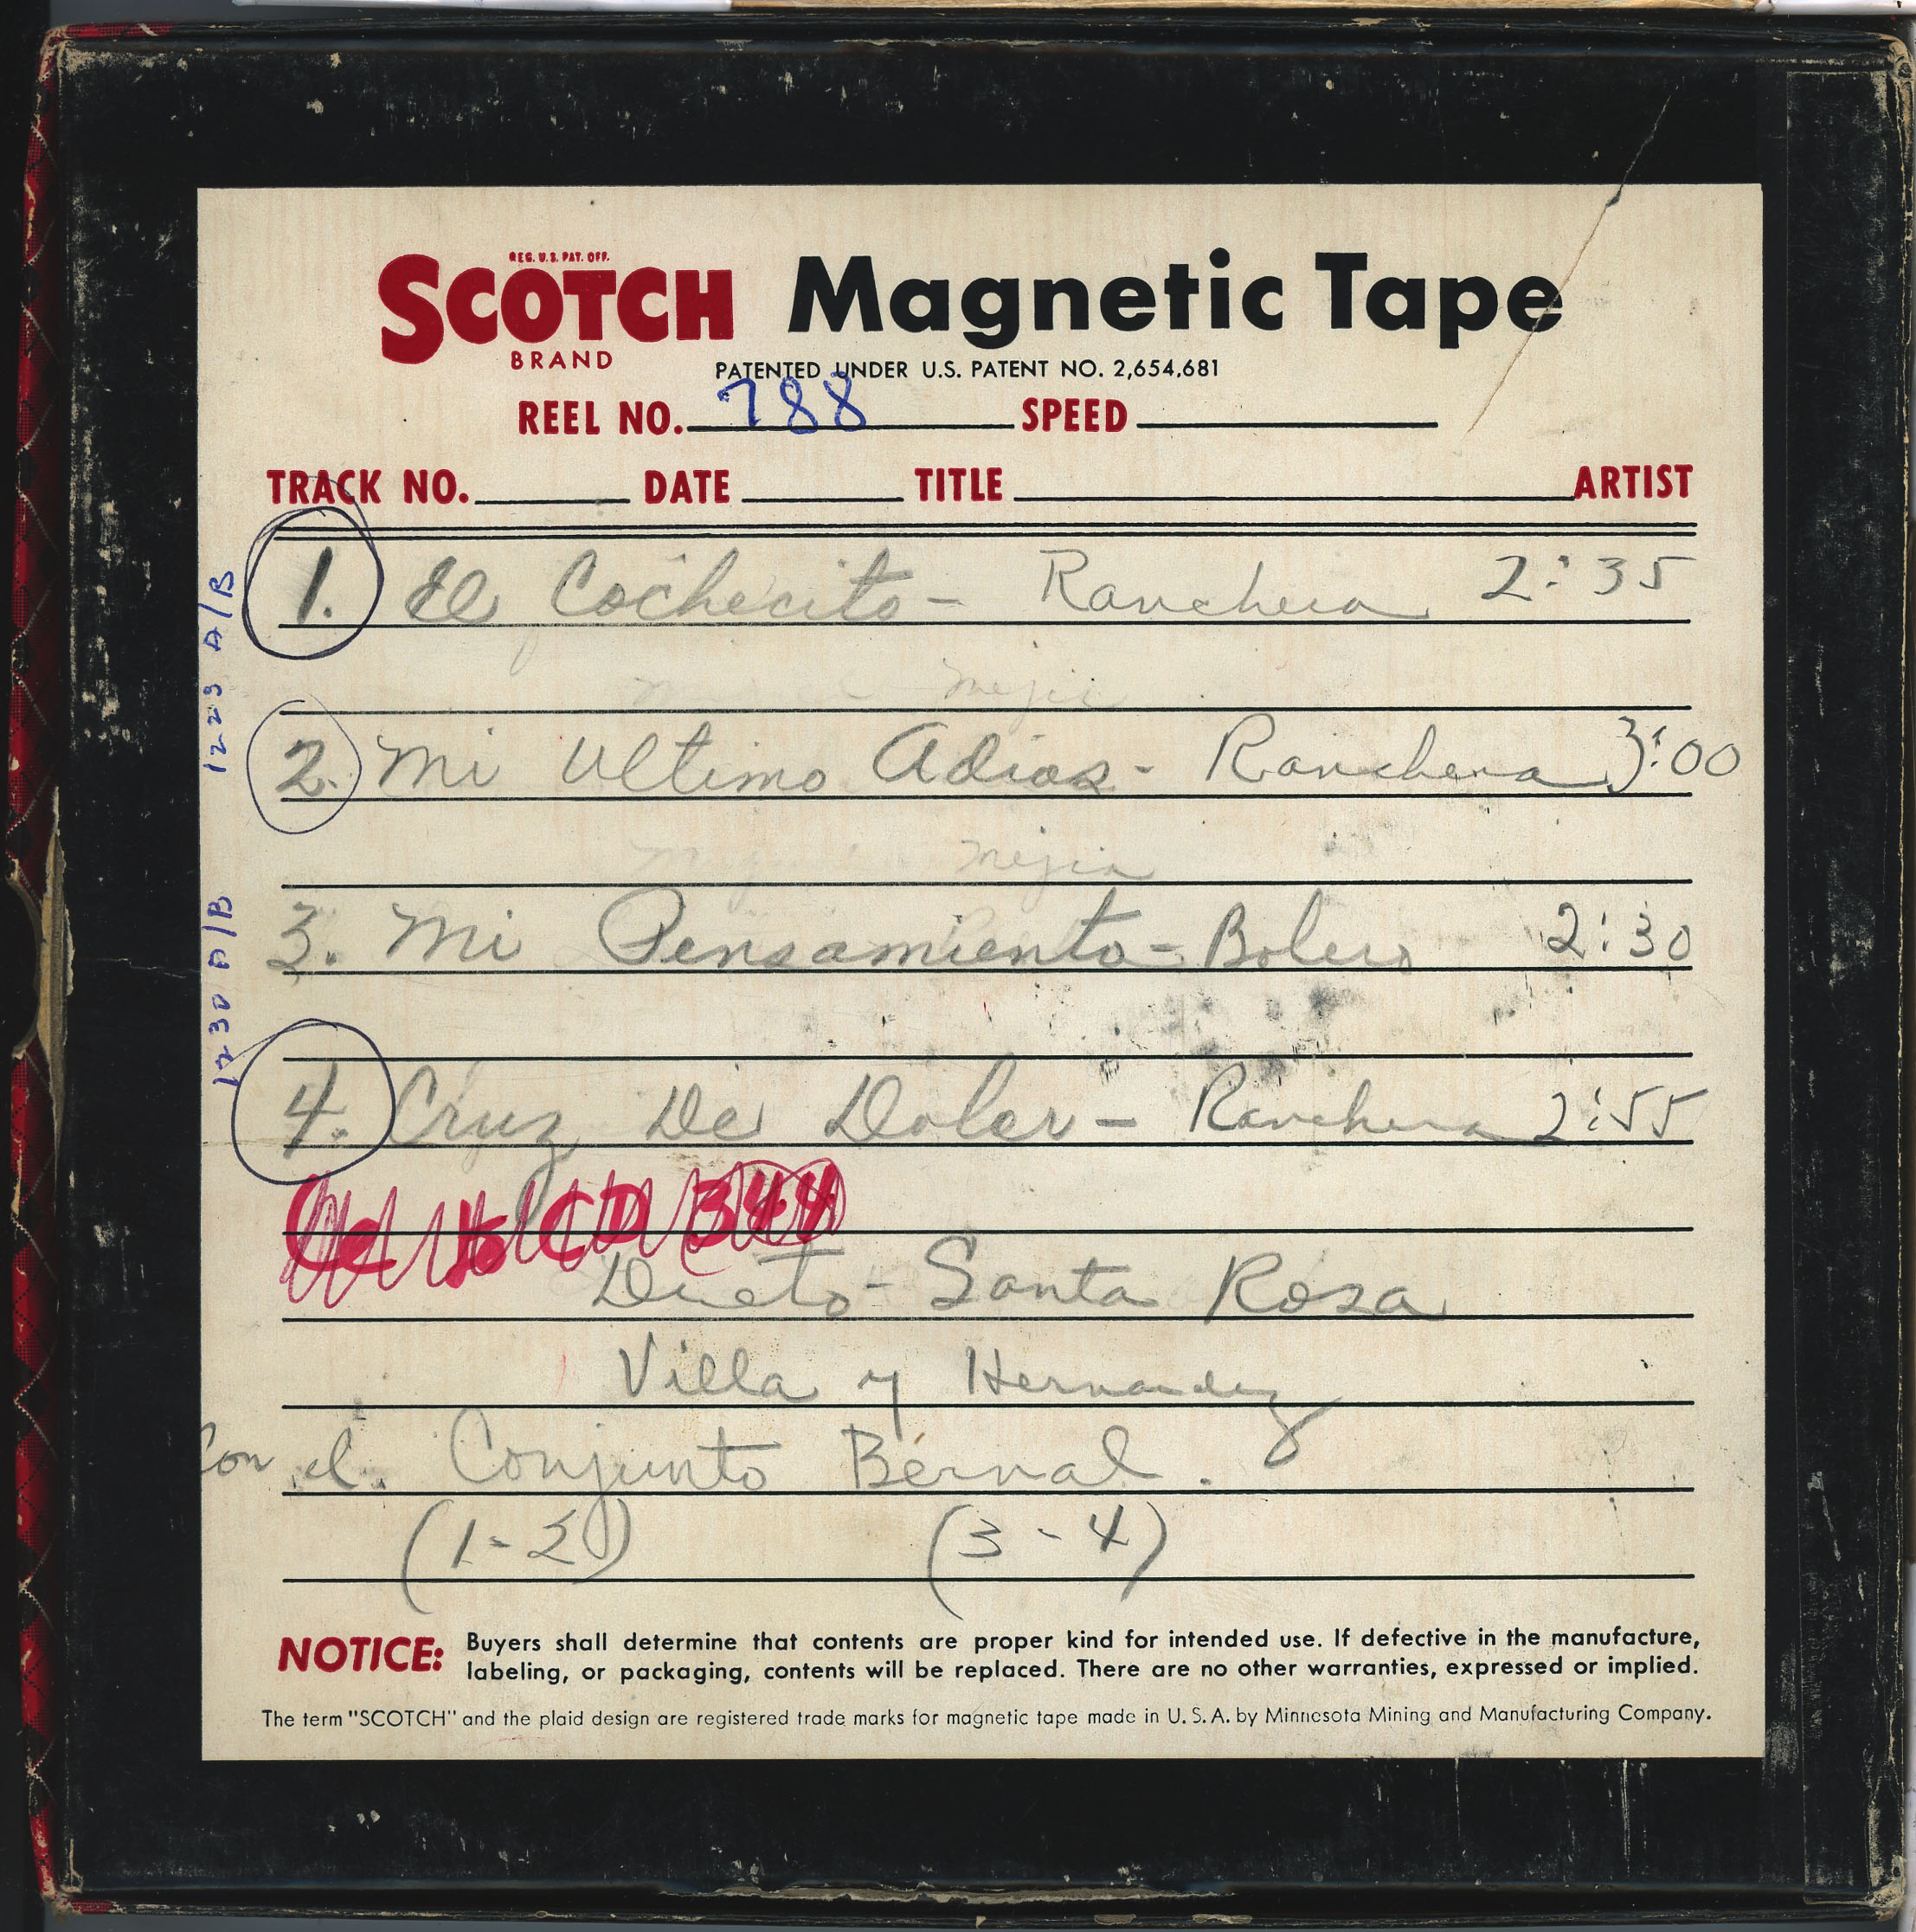 REG. U.S. PAT. OFF.
SCOTCH Magnetic Tape
BRAND
PATENTED UNDER U.S. PATENT NO. 2,654,681
REEL NO. 788 SPEED
TRACK NO. DATE TITLE ARTIST
1. El Cochecito - Ranchera 2:35
Mejia
2. Mi Ultimo Adios - Ranchera 3:00
Mejia
3. Mi Pensamiento - Bolero 2:30
4. Cruz De Dolor - Ranchera 2:55
CD 344
Dueto - Santa Rosa
Villa y Hernandez
Con el. Conjunto Bernal.
(1-2) (3-4)
1223 A/B
1230 A/B
NOTICE: Buyers shall determine that contents are proper kind for intended use. If defective in the manufacture,
labeling, or packaging, contents will be replaced. There are no other warranties, expressed or implied.
The term "SCOTCH" and the plaid design are registered trade marks for magnetic tape made in U.S.A. by Minnesota Mining and Manufacturing Company.